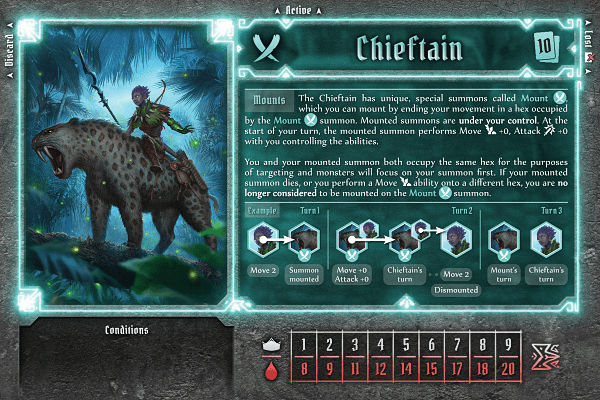 Active
Discard
Lost
Chieftain
10
Mounts The Chieftain has unique, special summons called Mount
which you can mount by ending your movement in a hex occupied
by the Mount summon. Mounted summons are under your control. At the
start of your turn, the mounted summon performs Move +0, Attack +0
with you controlling the abilities.
You and your mounted summon both occupy the same hex for the purposes
of targeting and monsters will focus on your summon first. If your mounted
summon dies, or you perform a Move ability onto a different hex, you are no
longer considered to be mounted on the Mount summon.
Example Turn 1 Turn 2 Turn 3
Move 2
Summon
mounted
Move +0
Attack +0
Chieftain's
turn
Move 2
Dismounted
Mount's
turn
Chieftain's
turn
Conditions
1 2 3 4 5 6 7 8 9
8 9 11 12 14 15 17 18 20